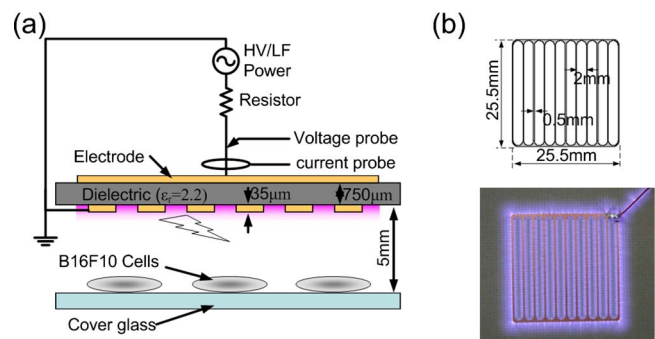 (a)
HV/LF
Power
Resistor
Voltage probe
current probe
Electrode
Dielectric (εr=2.2)
35μm
750μm
5mm
B16F10 Cells
Cover glass
(b)
25.5mm
2mm
0.5mm
25.5mm